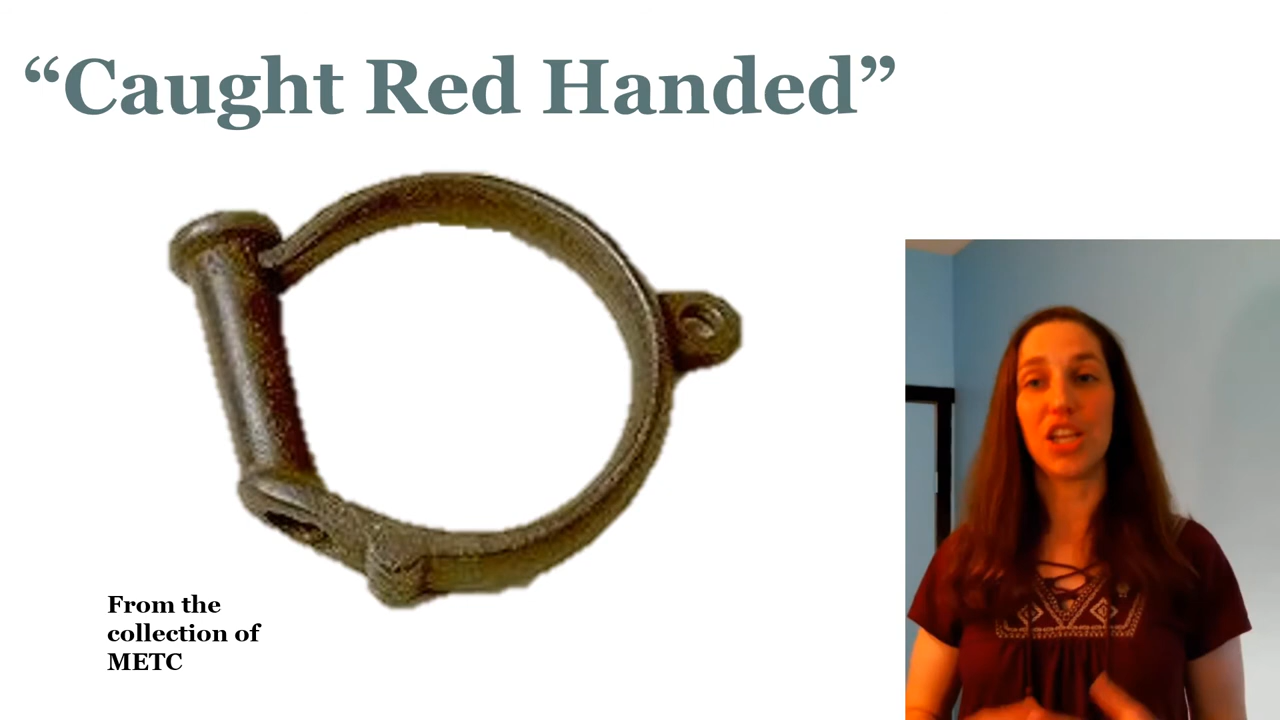 “Caught Red Handed”
From the
collection of
METC